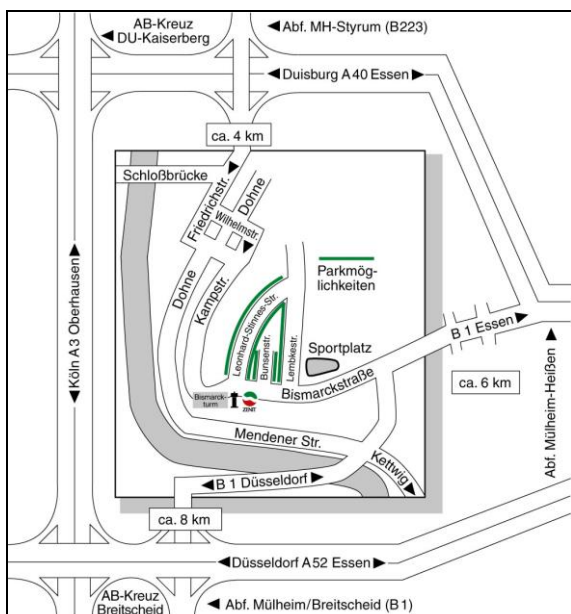 AB-Kreuz
DU-Kaiserberg
Abf. MH-Styrum (B223)
Duisburg A 40 Essen
ca. 4 km
Schloßbrücke
Friedrichstr.
Dohne
Wilhelmstr.
Dohne
Kampstr.
Köln A 3 Oberhausen
Parkmög-
lichkeiten
Leonhard-Stinnes-Str.
Bunsenstr.
Lembkestr.
Sportplatz
B 1 Essen
Bismarckstraße
Bismarck-
turm
ZENIT
ca. 6 km
Abf. Mülheim-Heißen
Mendener Str.
Kettwig
B 1 Düsseldorf
ca. 8 km
Düsseldorf A 52 Essen
AB-Kreuz
Breitscheid
Abf. Mülheim/Breitscheid (B 1)